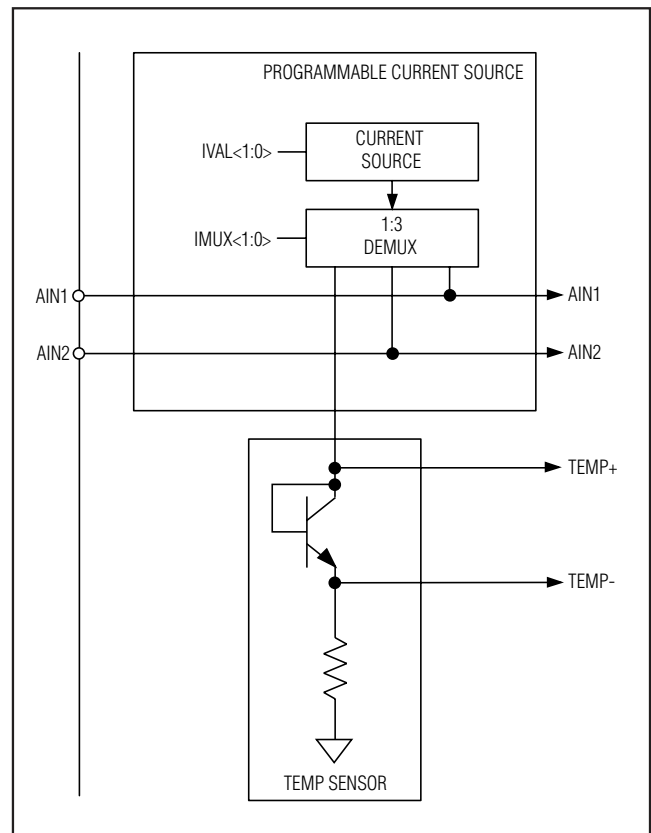 PROGRAMMABLE CURRENT SOURCE
CURRENT
SOURCE
IVAL<1:0>
1:3
DEMUX
IMUX<1:0>
AIN1
AIN1
AIN2
AIN2
TEMP+
TEMP-
TEMP SENSOR